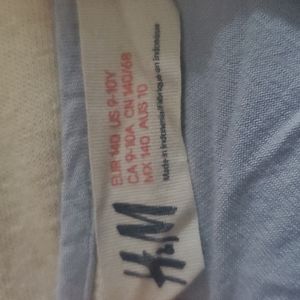 EUR 140 US 9-10Y
CA 9-10A CN 140/68
MX 140 AUS 10
Made in Indonesia/Fabriqué en Indonésie
H&M